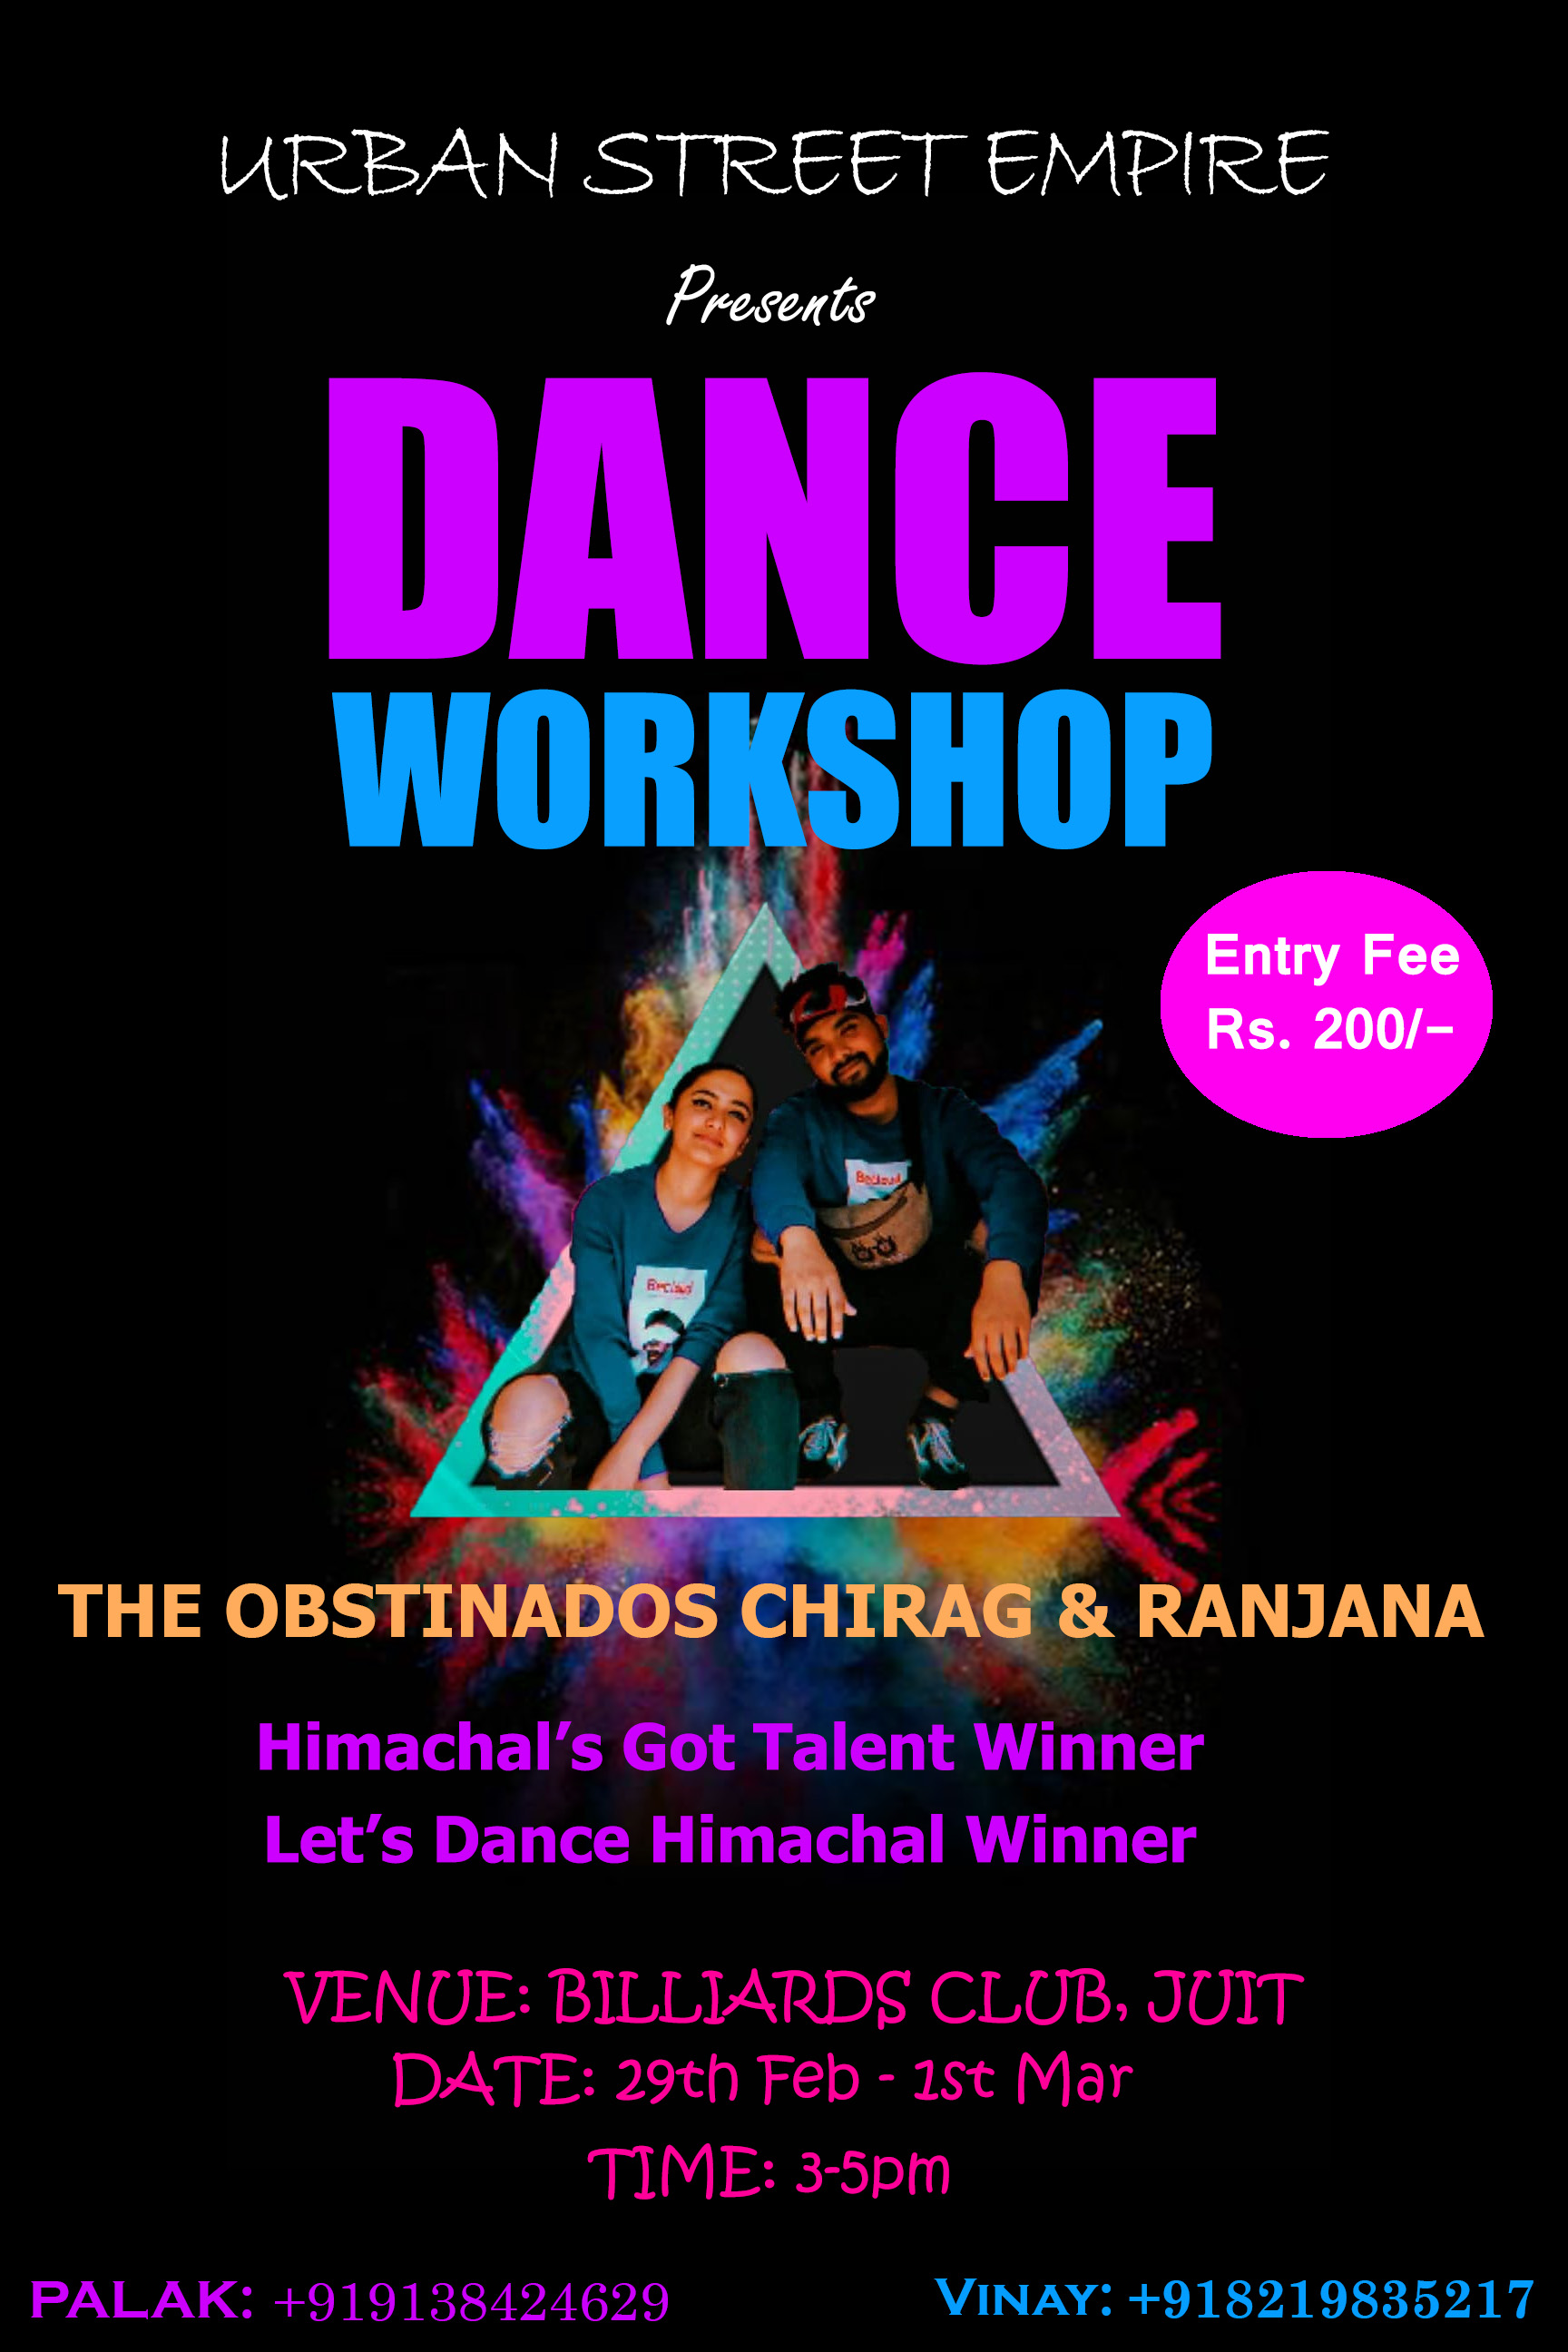 URBAN STREET EMPIRE
Presents
DANCE
WORKSHOP
Entry Fee
Rs. 200/-
Becloud
Becloud
THE OBSTINADOS CHIRAG & RANJANA
Himachal's Got Talent Winner
Let's Dance Himachal Winner
VENUE: BILLIARDS CLUB, JUIT
DATE: 29th Feb - 1st Mar
TIME: 3-5pm
PALAK: +919138424629
VINAY: +918219835217